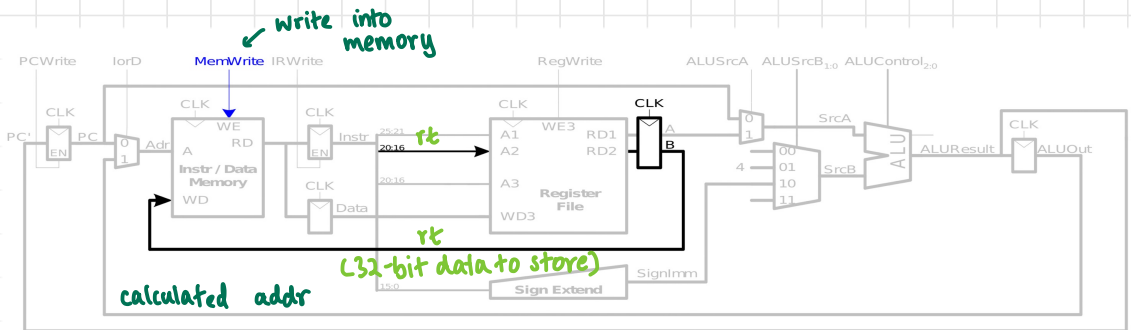 write into
memory
PCWrite IorD MemWrite IRWrite RegWrite ALUSrcA ALUSrcB1:0 ALUControl2:0
CLK CLK CLK CLK CLK CLK
PC' PC EN
0
1
Adr
WE
A RD
Instr / Data
Memory
WD
EN
Instr
CLK
Data
25:21
rt
20:16
20:16
15:0
WE3
A1 RD1
A2 RD2
A3
Register
File
WD3
A
B
0
1
SrcA
4
00
01
10
11
SrcB
ALU
ALUResult
ALUOut
rt
(32-bit data to store)
SignImm
Sign Extend
calculated addr